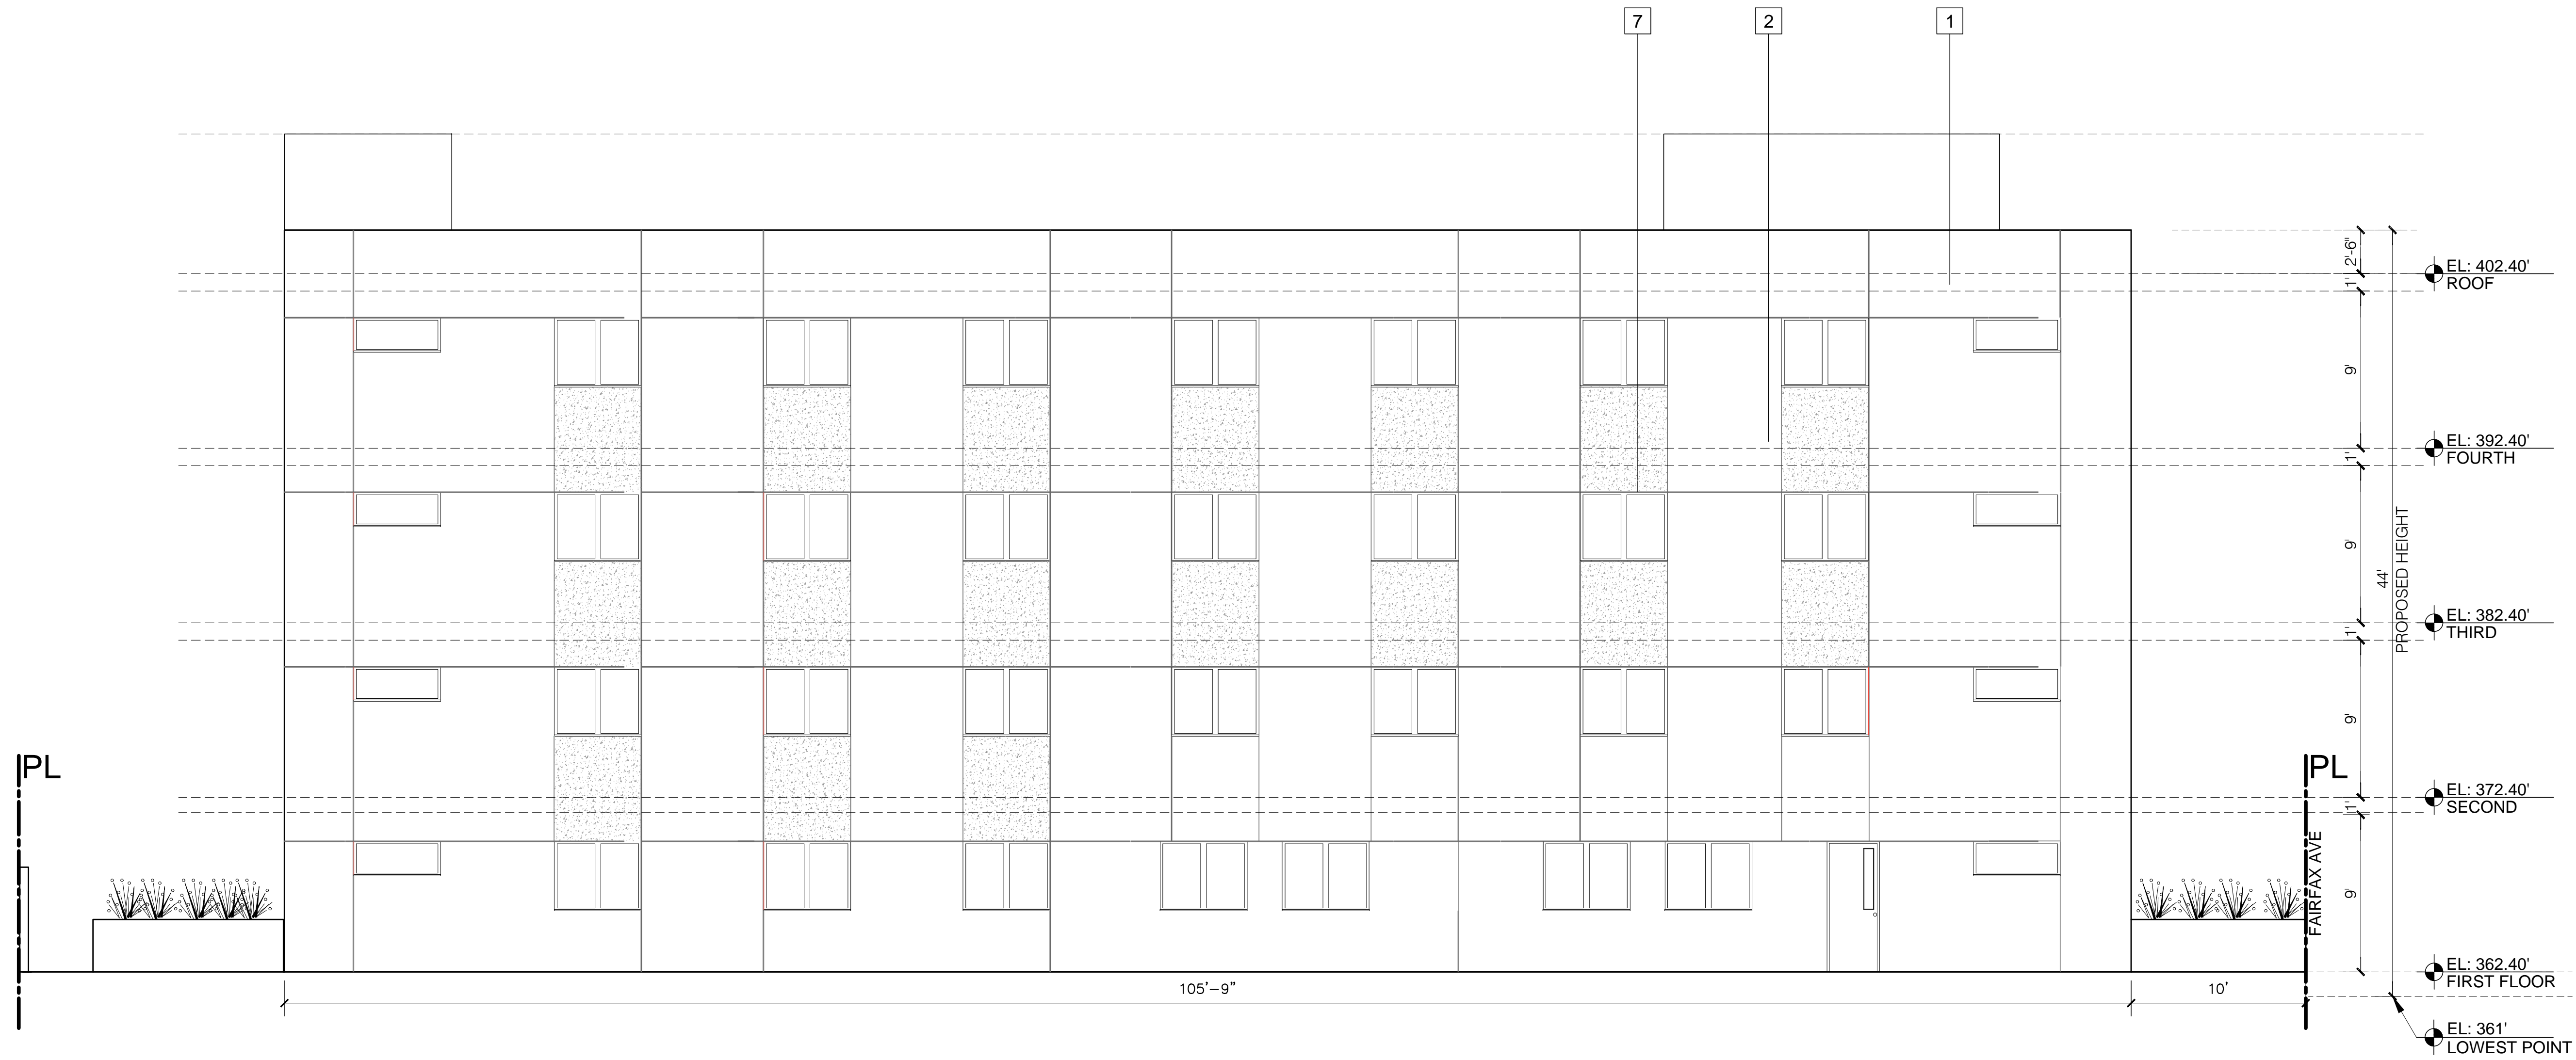 7
2
1
2'-6"
EL: 402.40'
ROOF
1'
9'
EL: 392.40'
FOURTH
1'
9'
44'
PROPOSED HEIGHT
EL: 382.40'
THIRD
1'
9'
PL
PL
EL: 372.40'
SECOND
1'
FAIRFAX AVE
9'
EL: 362.40'
FIRST FLOOR
105'-9"
10'
EL: 361'
LOWEST POINT